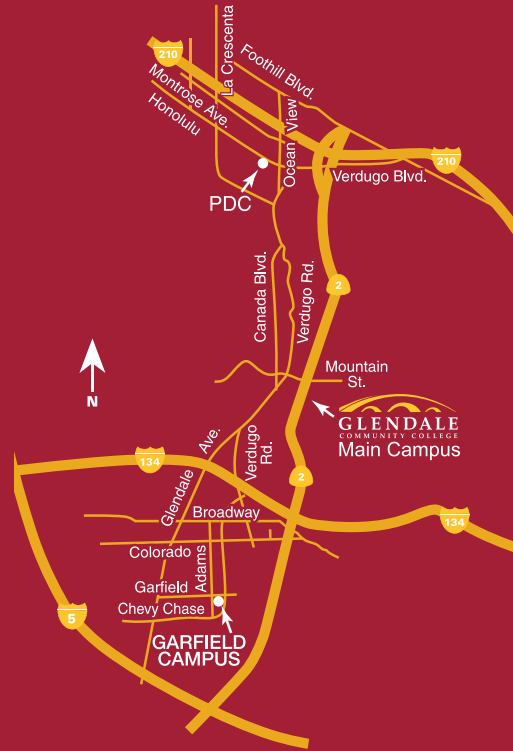 La Crescenta
210
Foothill Blvd.
Montrose Ave.
Honolulu
Ocean View
210
Verdugo Blvd.
PDC
Canada Blvd.
Verdugo Rd.
2
Mountain
St.
N
GLENDALE
COMMUNITY COLLEGE
Main Campus
Glendale Ave.
Verdugo
Rd.
134
2
Broadway
134
Colorado
Adams
Garfield
Chevy Chase
5
GARFIELD
CAMPUS